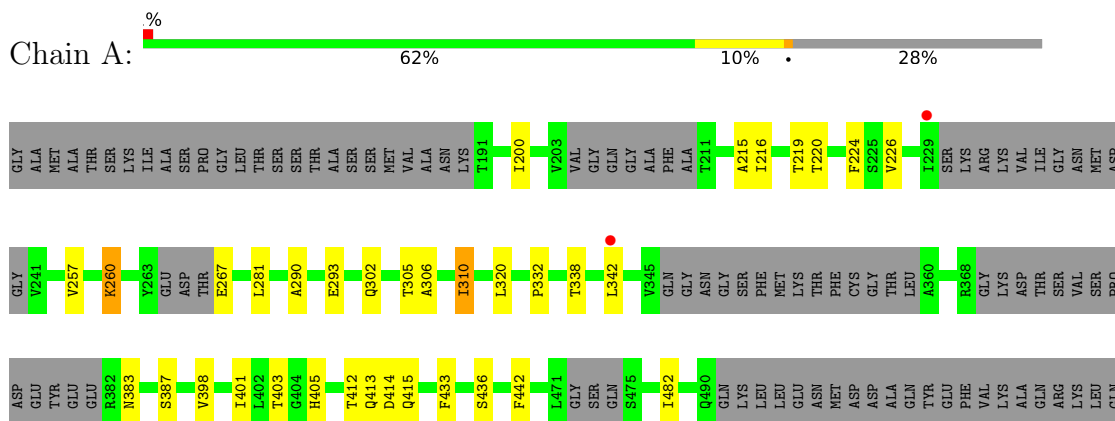 %
Chain A:
62% 10% • 28%
GLY ALA MET ALA THR SER LYS ILE ALA SER PRO GLY LEU THR SER SER THR ALA SER SER MET VAL ALA ASN LYS T191 I200 V203 VAL GLY GLN GLY ALA PHE ALA T211 A215 I216 T219 T220 F224 S225 V226 I229 SER LYS ARG LYS VAL ILE GLY ASN MET ASP
GLY V241 V257 K260 Y263 GLU ASP THR E267 L281 A290 E293 Q302 T305 A306 I310 L320 P332 T338 L342 V345 GLN GLY ASN GLY SER PHE MET LYS THR PHE CYS GLY THR LEU A360 R368 GLY LYS ASP THR SER VAL SER PRO
ASP GLU TYR GLU GLU R382 N383 S387 V398 I401 L402 T403 G404 H405 T412 Q413 D414 Q415 F433 S436 F442 L471 GLY SER GLN S475 I482 Q490 GLN LYS LEU LEU GLU ASN MET ASP ASP ALA GLN TYR GLU PHE VAL LYS ALA GLN ARG LYS LEU GLN